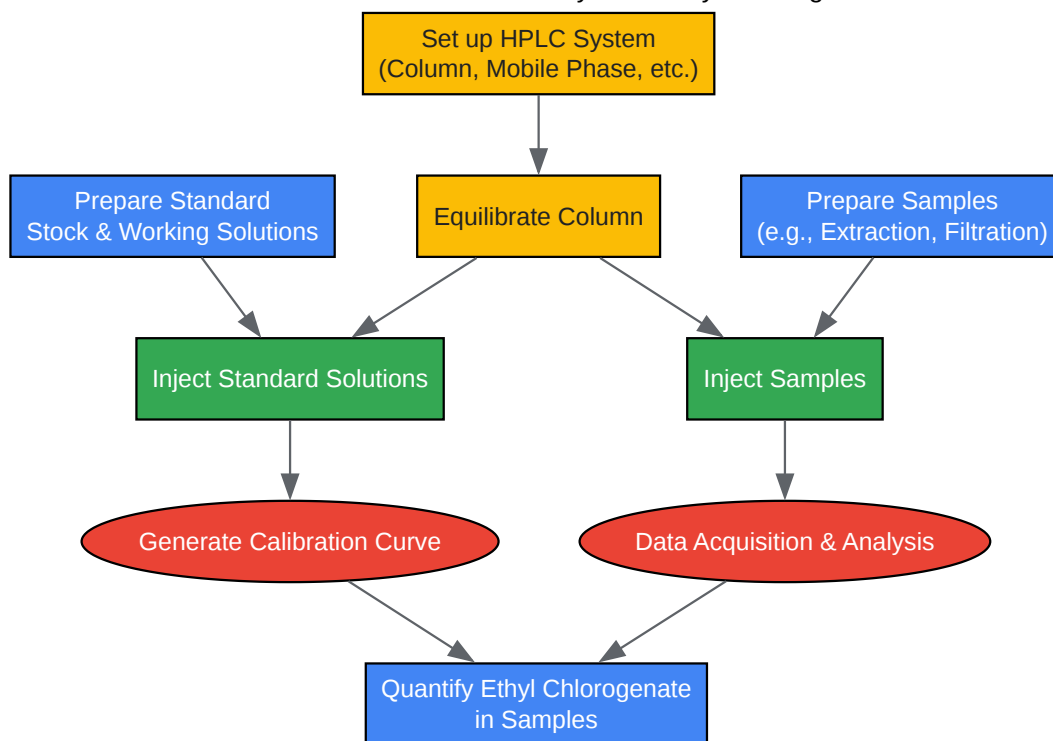 Set up HPLC System
(Column, Mobile Phase, etc.)
Prepare Standard
Stock & Working Solutions
Equilibrate Column
Prepare Samples
(e.g., Extraction, Filtration)
Inject Standard Solutions
Inject Samples
Generate Calibration Curve
Data Acquisition & Analysis
Quantify Ethyl Chlorogenate
in Samples